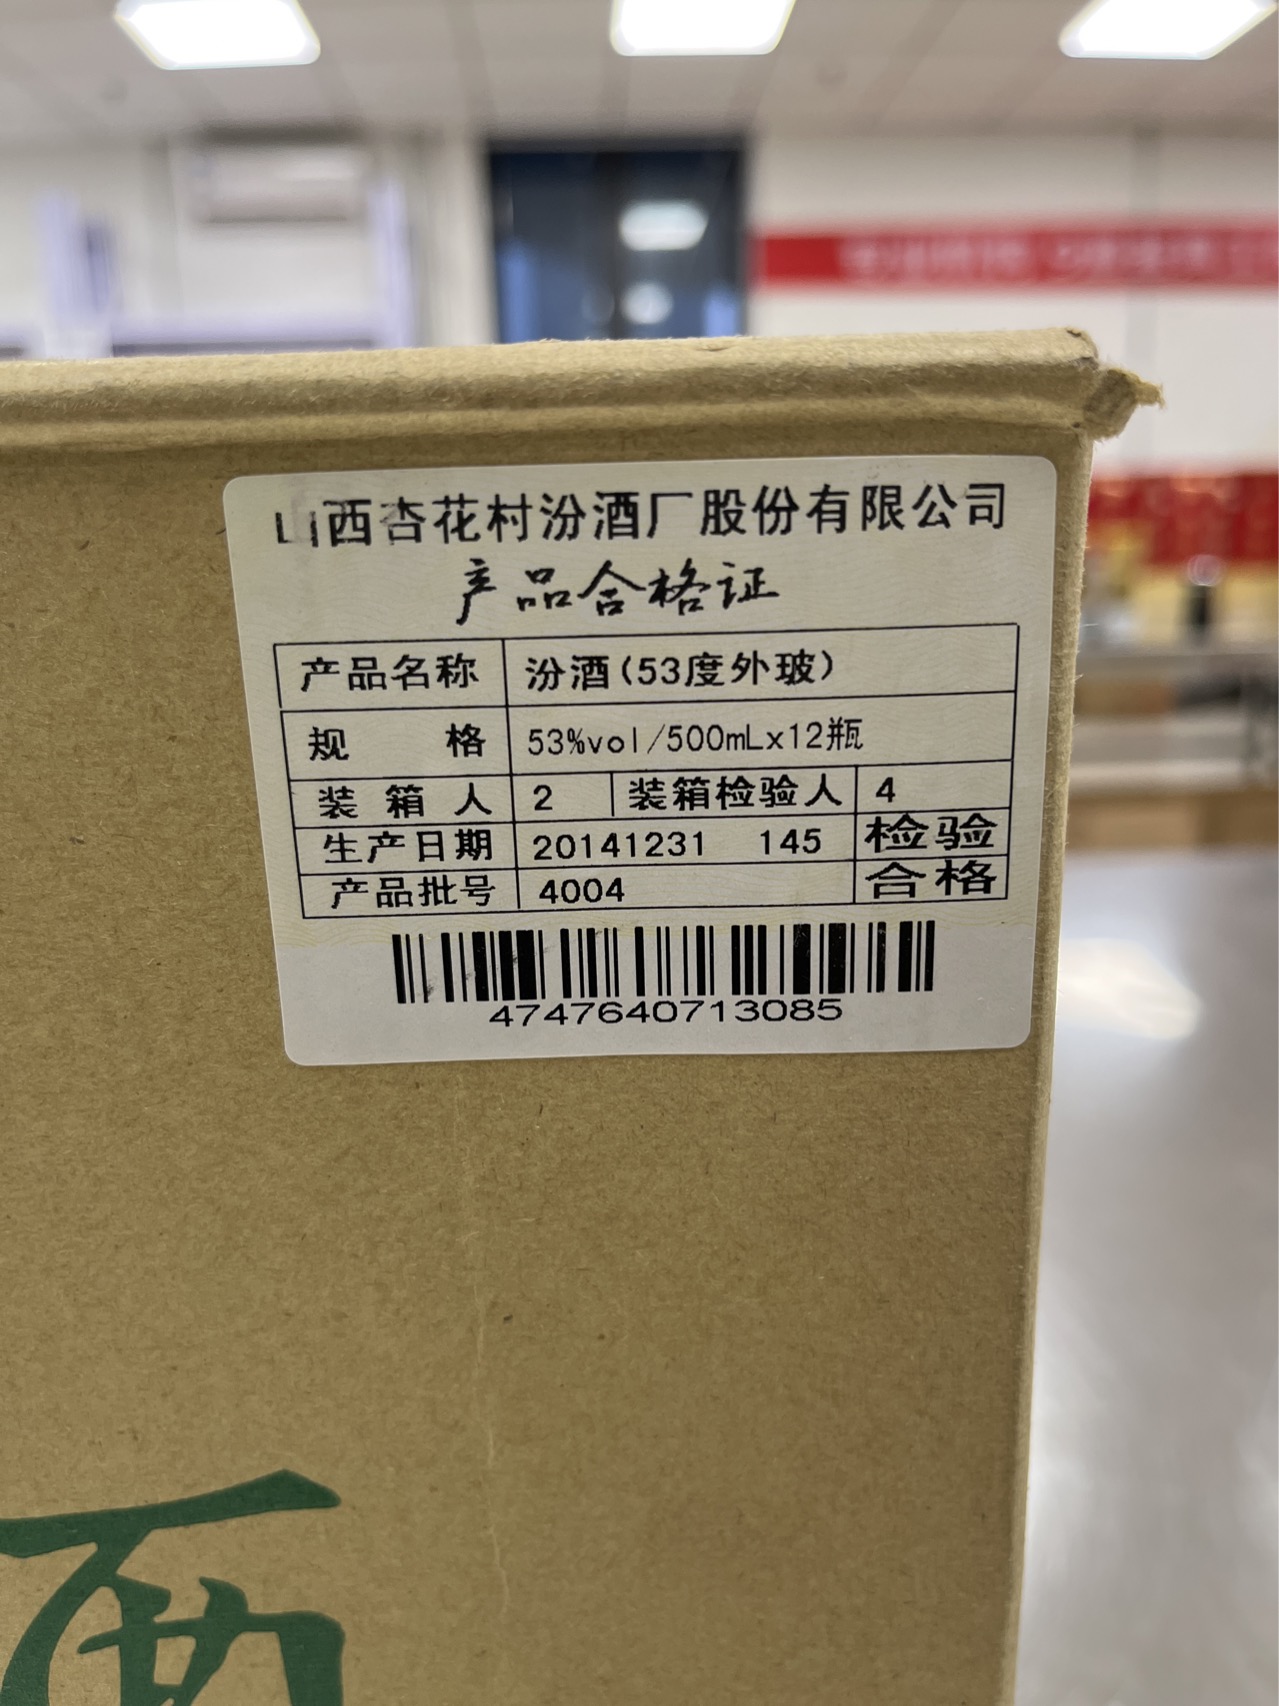 山西杏花村汾酒厂股份有限公司
产品合格证
产品名称 汾酒(53度外玻)
规 格 53%vol/500mLx12瓶
装 箱 人 2 装箱检验人 4
生产日期 20141231 145 检验
产品批号 4004 合格
4747640713085
西